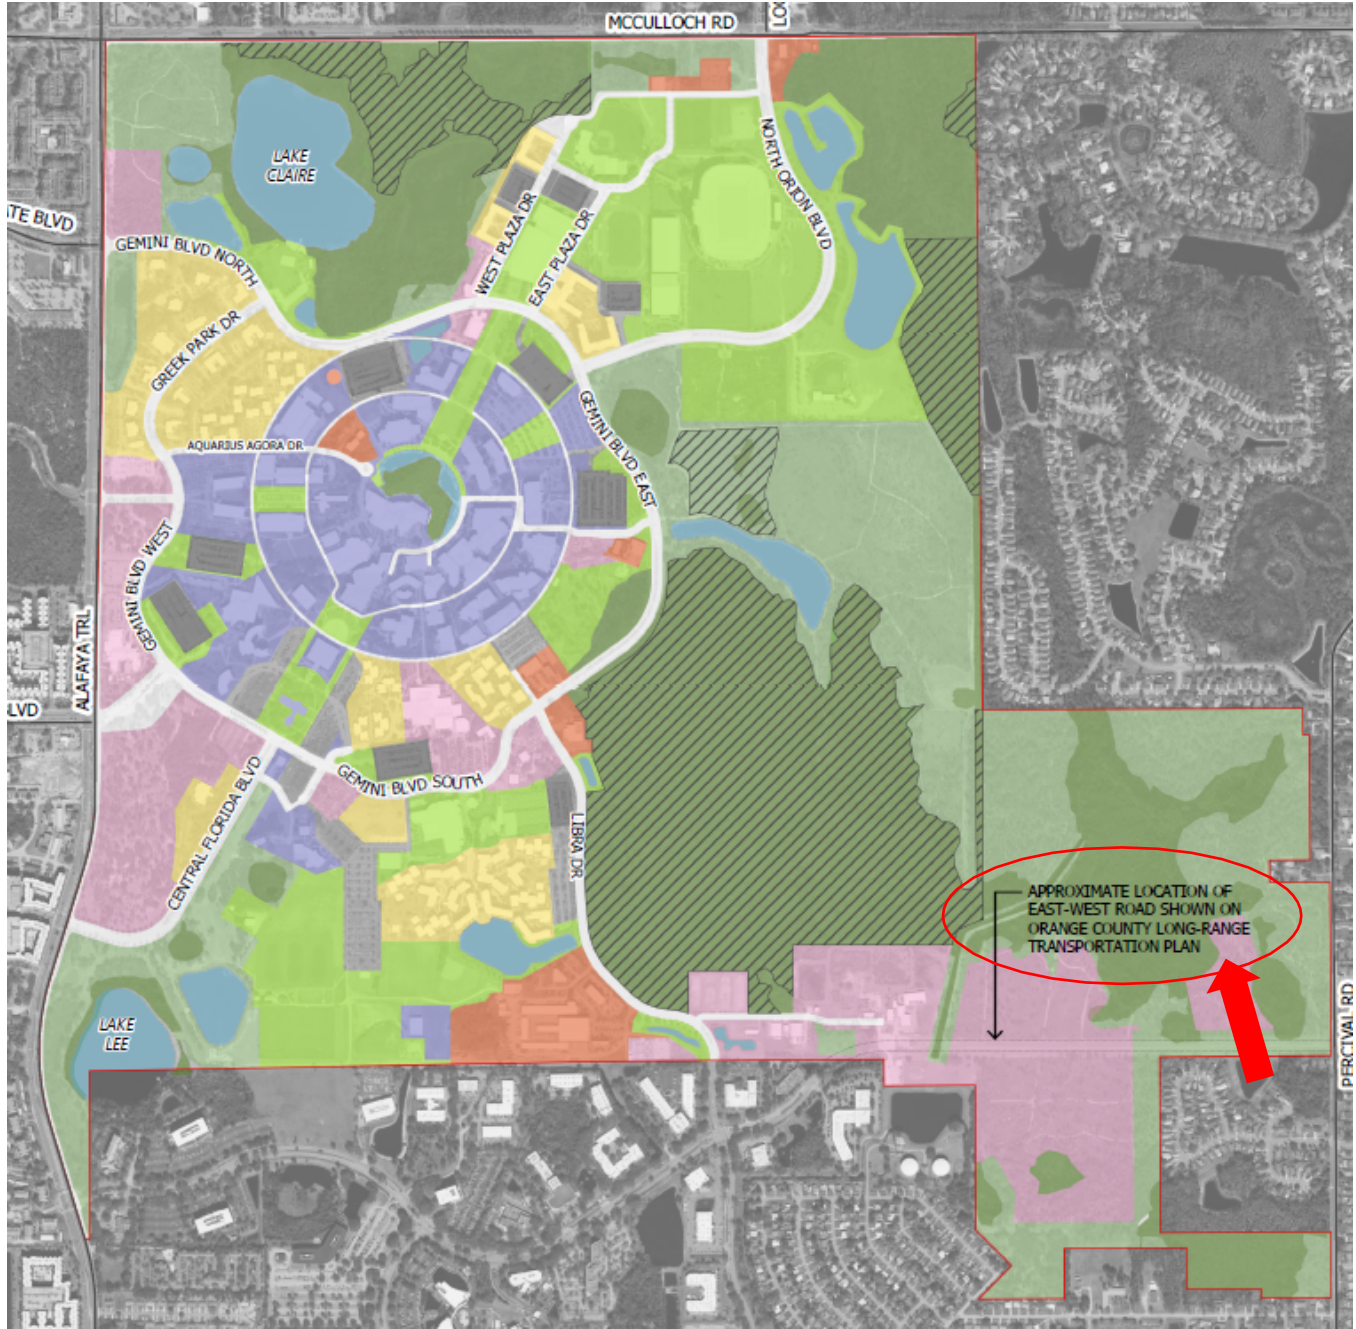 MCCULLOCH RD
LAKE
CLAIRE
NORTH ORION BLVD
WEST PLAZA DR
EAST PLAZA DR
GEMINI BLVD NORTH
GREEK PARK DR
AQUARIUS AGORA DR
GEMINI BLVD EAST
GEMINI BLVD WEST
ALAFAYA TRL
LVD
GEMINI BLVD SOUTH
CENTRAL FLORIDA BLVD
LIBRA DR
APPROXIMATE LOCATION OF
EAST-WEST ROAD SHOWN ON
ORANGE COUNTY LONG-RANGE
TRANSPORTATION PLAN
LAKE
LEE
PERCIVAL RD